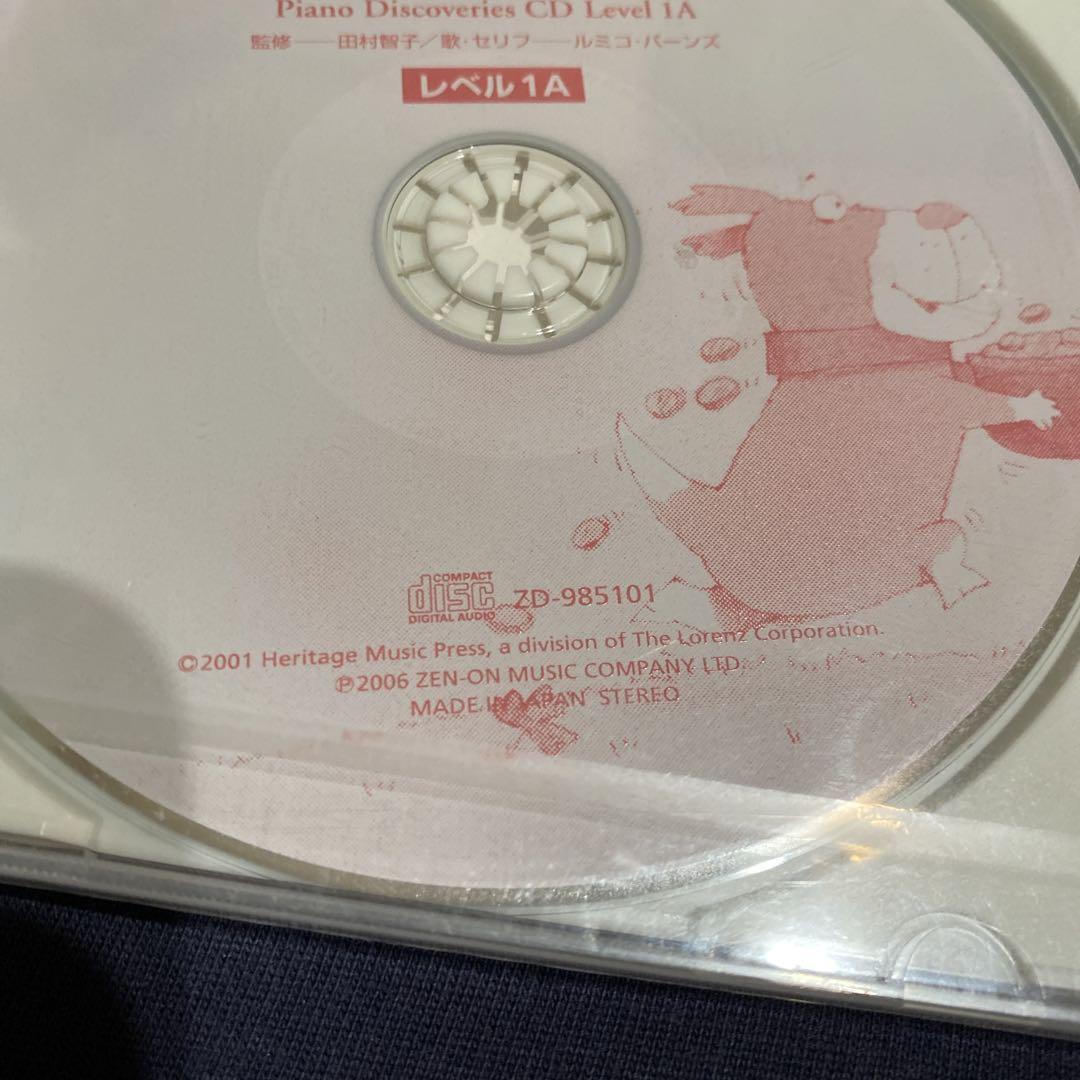 Piano Discoveries CD Level 1A
監修――田村智子／歌・セリフ――ルミコ・バーンズ
レベル1A
COMPACT
disc
DIGITAL AUDIO
ZD-985101
©2001 Heritage Music Press, a division of The Lorenz Corporation.
℗2006 ZEN-ON MUSIC COMPANY LTD.
MADE IN JAPAN STEREO